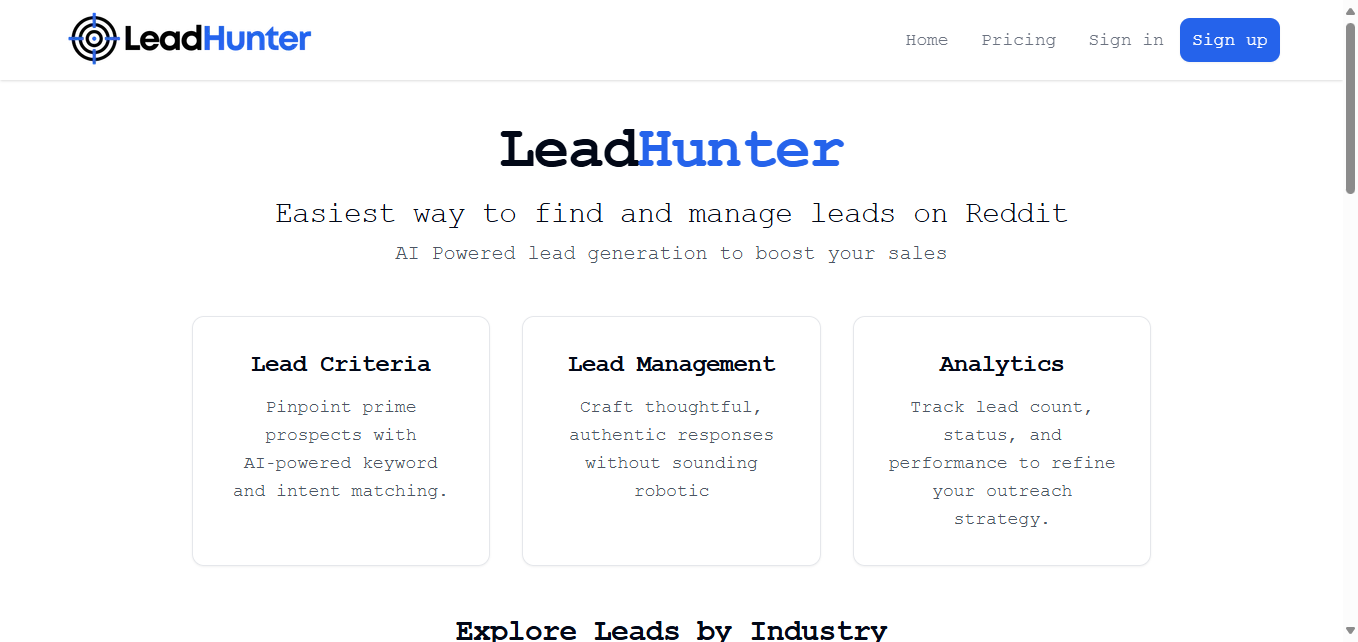 LeadHunter
Home
Pricing
Sign in
Sign up
LeadHunter
Easiest way to find and manage leads on Reddit
AI Powered lead generation to boost your sales
Lead Criteria
Pinpoint prime
prospects with
AI-powered keyword
and intent matching.
Lead Management
Craft thoughtful,
authentic responses
without sounding
robotic
Analytics
Track lead count,
status, and
performance to refine
your outreach
strategy.
Explore Leads by Industry